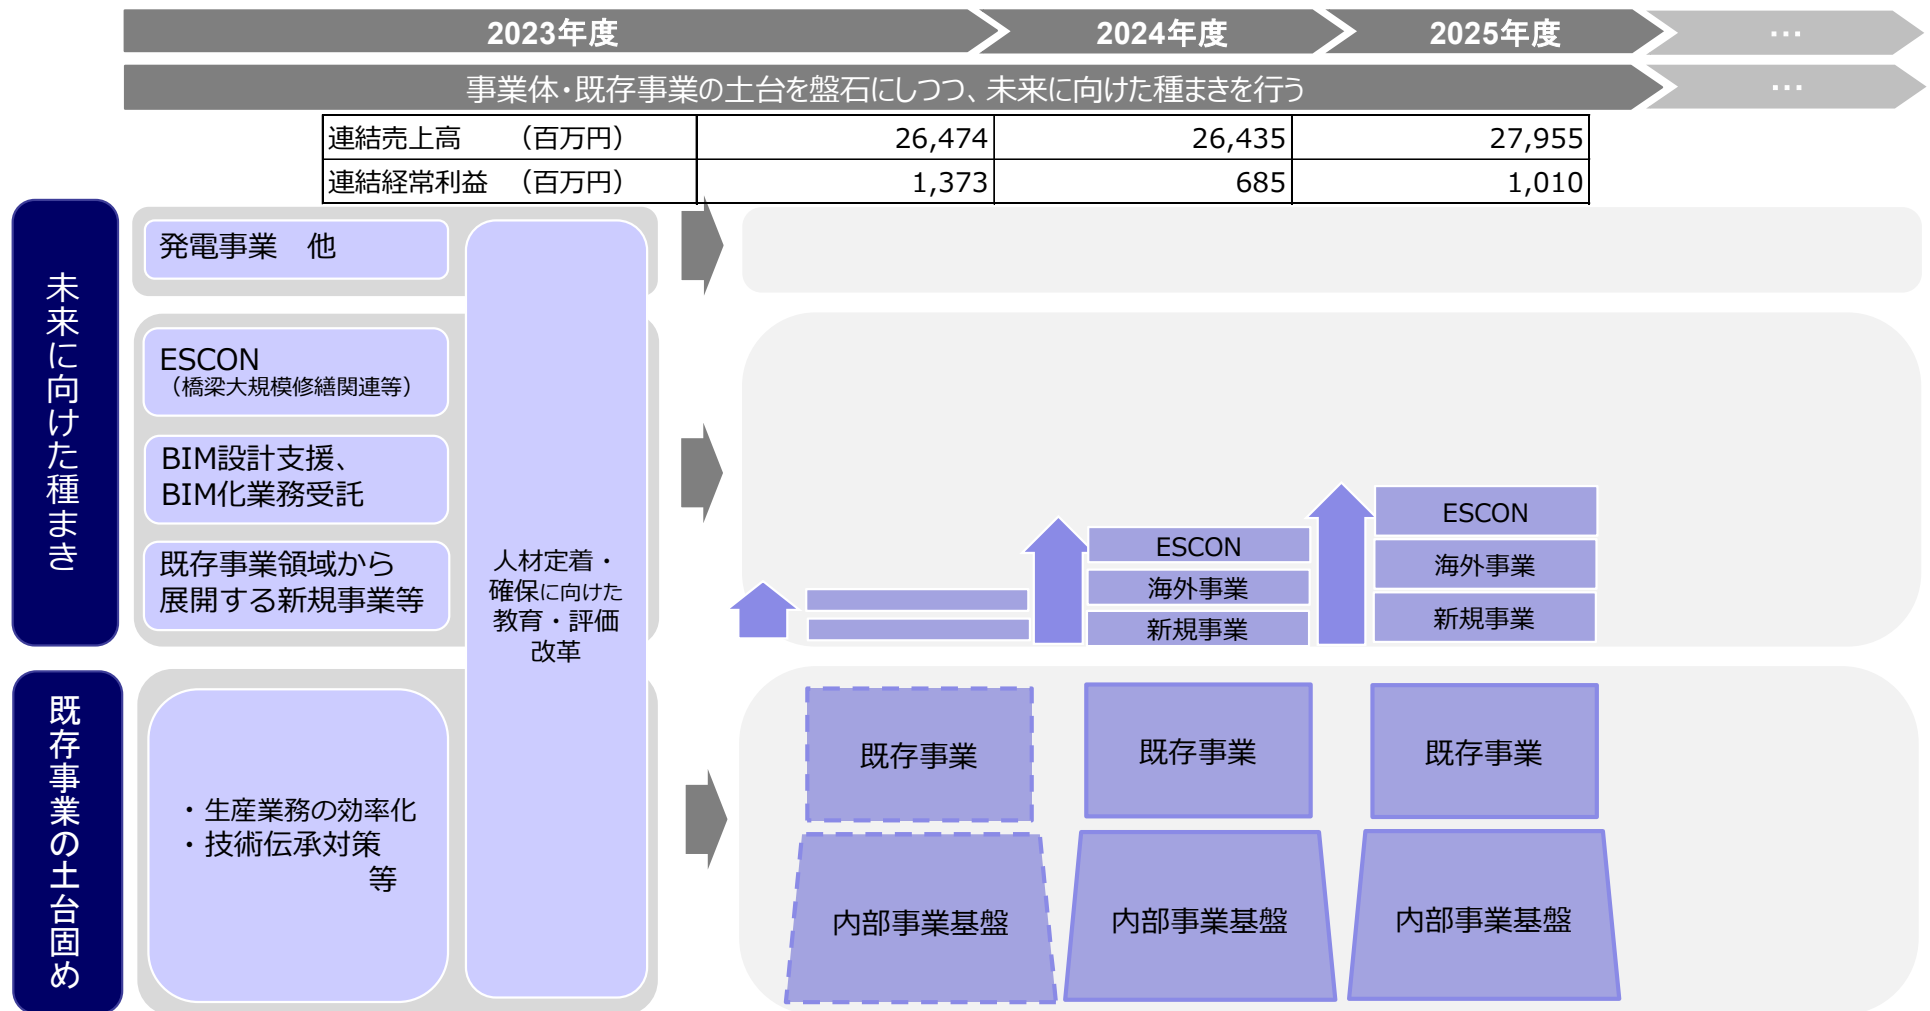 2023年度
2024年度
2025年度
…
事業体・既存事業の土台を盤石にしつつ、未来に向けた種まきを行う
…
連結売上高 （百万円） 26,474 26,435 27,955
連結経常利益 （百万円） 1,373 685 1,010
未来に向けた種まき
発電事業　他
ESCON
（橋梁大規模修繕関連等）
BIM設計支援、
BIM化業務受託
既存事業領域から
展開する新規事業等
人材定着・
確保に向けた
教育・評価
改革
ESCON
海外事業
新規事業
ESCON
海外事業
新規事業
既存事業の土台固め
・生産業務の効率化
・技術伝承対策
等
既存事業
既存事業
既存事業
内部事業基盤
内部事業基盤
内部事業基盤